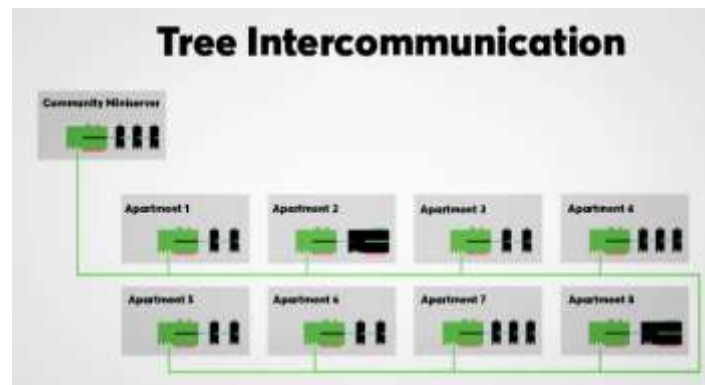 Tree Intercommunication
Community Miniserver
Apartment 1
Apartment 2
Apartment 3
Apartment 4
Apartment 5
Apartment 6
Apartment 7
Apartment 8